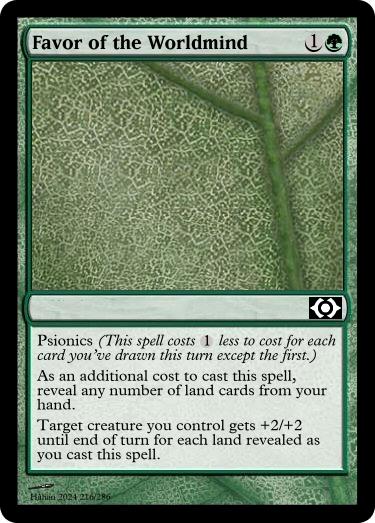 Favor of the Worldmind 1
Psionics (This spell costs 1 less to cost for each
card you've drawn this turn except the first.)
As an additional cost to cast this spell,
reveal any number of land cards from your
hand.
Target creature you control gets +2/+2
until end of turn for each land revealed as
you cast this spell.
Hahan 2024 216/286